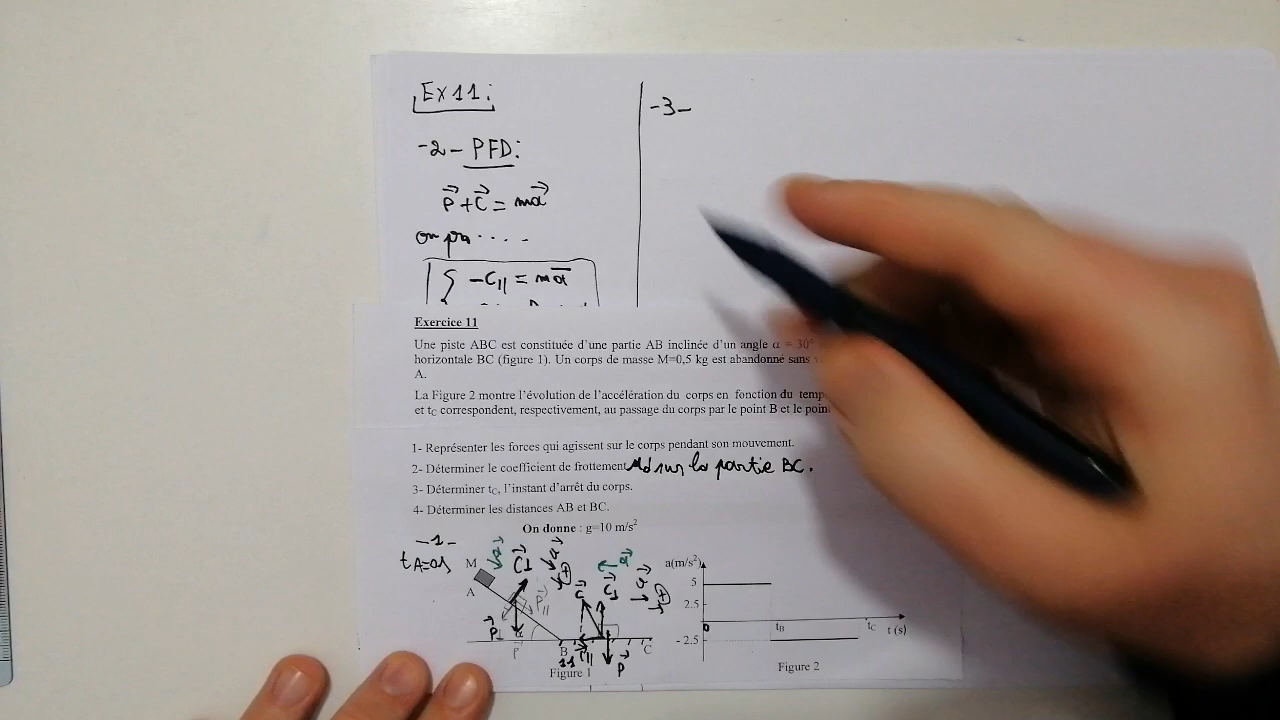 Ex 11:
-2- PFD:
P + C = ma
on pr.....
{ -C|| = ma
-3-
Exercice 11
Une piste ABC est constituée d'une partie AB inclinée d'un angle α = 30°
horizontale BC (figure 1). Un corps de masse M=0,5 kg est abandonné sans
A.
La Figure 2 montre l'évolution de l'accélération du corps en fonction du
et tC correspondent, respectivement, au passage du corps par le point B et le
1- Représenter les forces qui agissent sur le corps pendant son mouvement.
2- Déterminer le coefficient de frottement μd sur la partie BC.
3- Déterminer tC, l'instant d'arrêt du corps.
4- Déterminer les distances AB et BC.
On donne : g=10 m/s²
-1-
tA=0s
M
A
B
C
P
Figure 1
a(m/s²)
5
2.5
0
- 2.5
tB
tC
t (s)
Figure 2